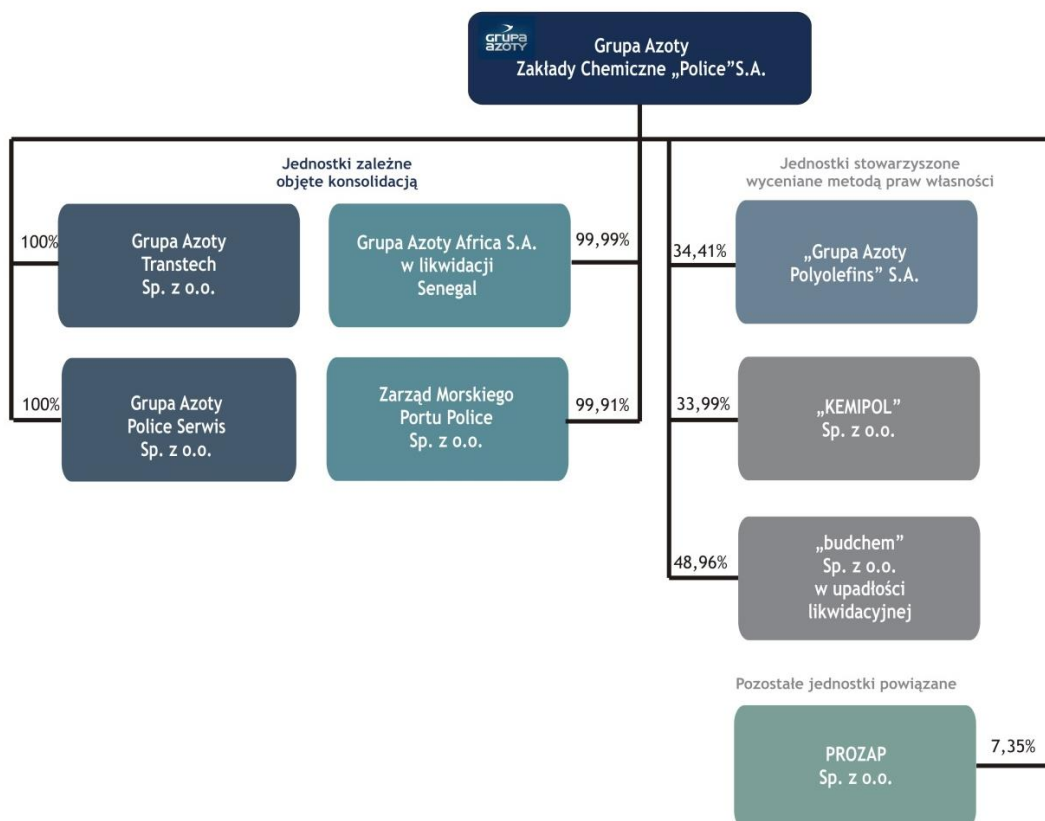 GRUPA
AZOTY
Grupa Azoty
Zakłady Chemiczne „Police”S.A.
Jednostki zależne
objęte konsolidacją
Jednostki stowarzyszone
wyceniane metodą praw własności
100%
Grupa Azoty
Transtech
Sp. z o.o.
Grupa Azoty Africa S.A.
w likwidacji
Senegal
99,99%
34,41%
„Grupa Azoty
Polyolefins” S.A.
100%
Grupa Azoty
Police Serwis
Sp. z o.o.
Zarząd Morskiego
Portu Police
Sp. z o.o.
99,91%
33,99%
„KEMIPOL”
Sp. z o.o.
48,96%
„budchem”
Sp. z o.o.
w upadłości
likwidacyjnej
Pozostałe jednostki powiązane
PROZAP
Sp. z o.o.
7,35%